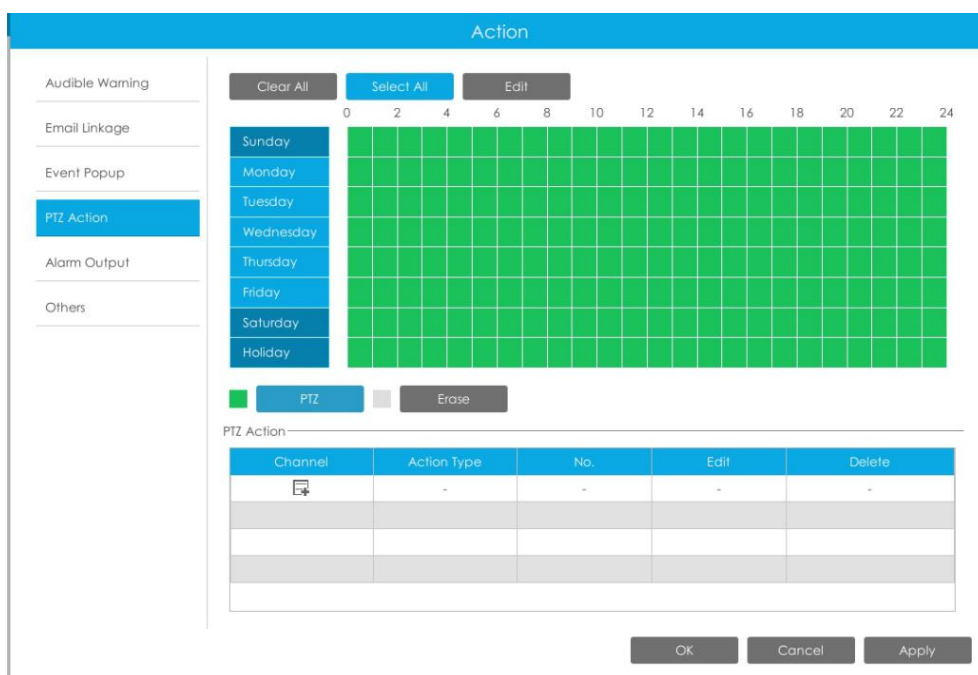 Action
Audible Warning
Email Linkage
Event Popup
PTZ Action
Alarm Output
Others
Clear All Select All Edit
0 2 4 6 8 10 12 14 16 18 20 22 24
Sunday
Monday
Tuesday
Wednesday
Thursday
Friday
Saturday
Holiday
PTZ Erase
PTZ Action
Channel Action Type No. Edit Delete
- - - -
OK Cancel Apply